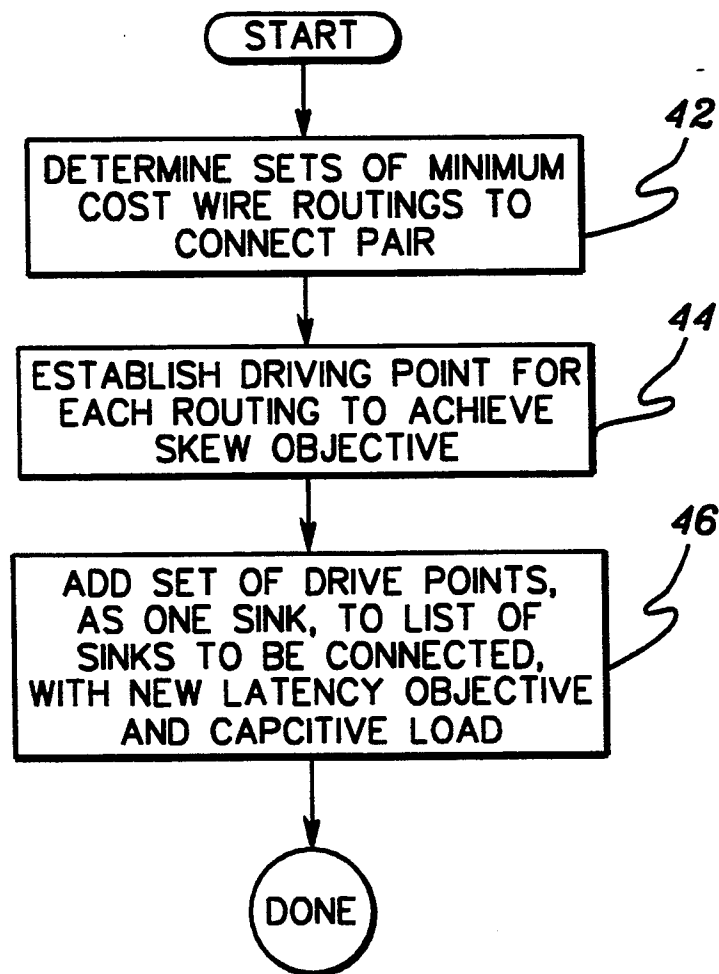 START
42
DETERMINE SETS OF MINIMUM
COST WIRE ROUTINGS TO
CONNECT PAIR
44
ESTABLISH DRIVING POINT FOR
EACH ROUTING TO ACHIEVE
SKEW OBJECTIVE
46
ADD SET OF DRIVE POINTS,
AS ONE SINK, TO LIST OF
SINKS TO BE CONNECTED,
WITH NEW LATENCY OBJECTIVE
AND CAPCITIVE LOAD
DONE